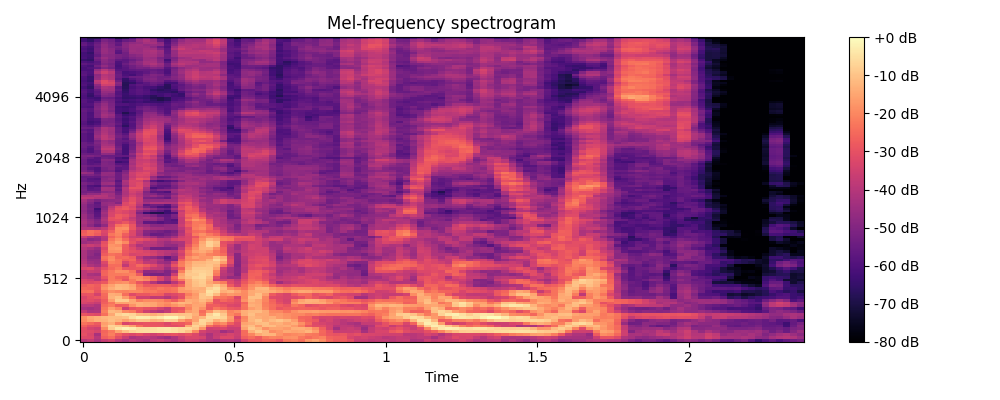 Mel-frequency spectrogram
+0 dB
-10 dB
-20 dB
-30 dB
-40 dB
-50 dB
-60 dB
-70 dB
-80 dB
Hz
4096
2048
1024
512
0
0 0.5 1 1.5 2
Time